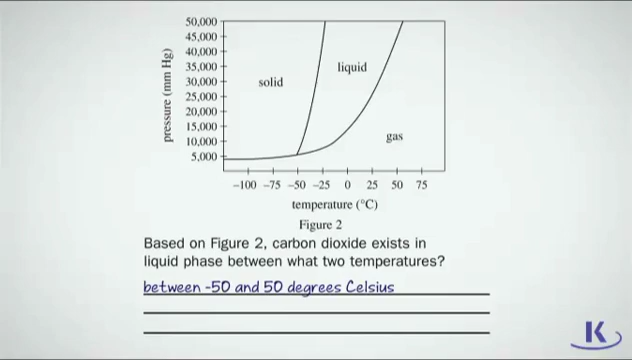 50,000
45,000
40,000
35,000
30,000
25,000
20,000
15,000
10,000
5,000
pressure (mm Hg)
solid
liquid
gas
−100 −75 −50 −25 0 25 50 75
temperature (°C)
Figure 2
Based on Figure 2, carbon dioxide exists in
liquid phase between what two temperatures?
between -50 and 50 degrees Celsius
K